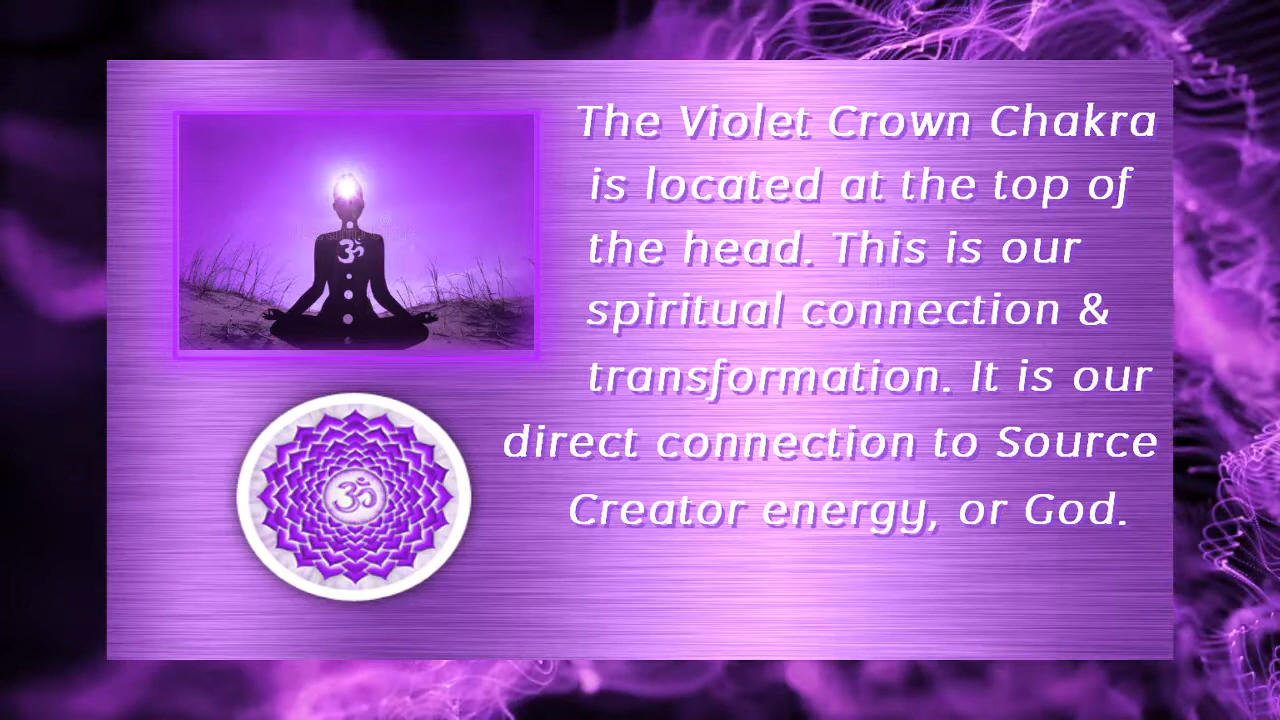 The Violet Crown Chakra
is located at the top of
the head. This is our
spiritual connection &
transformation. It is our
direct connection to Source
Creator energy, or God.
ॐ
ॐ